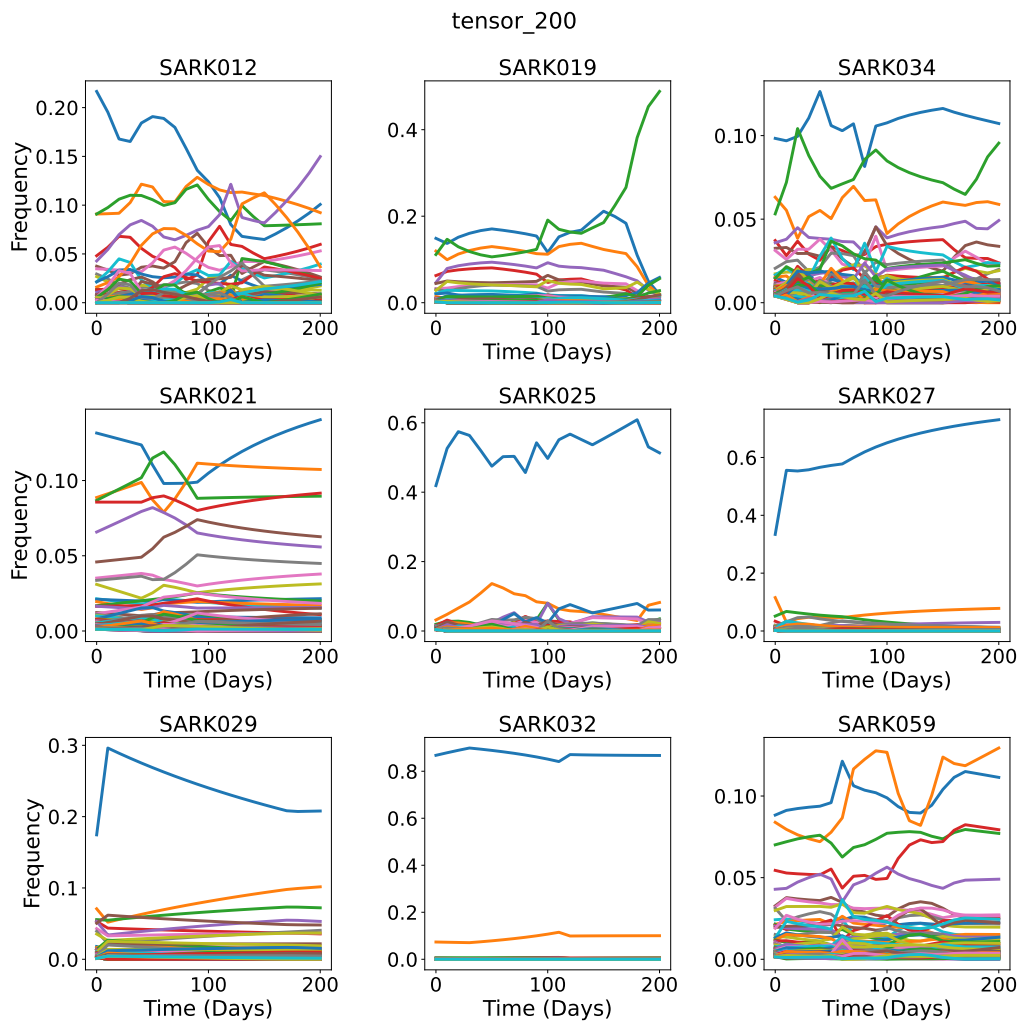 tensor_200
SARK012
SARK019
SARK034
Frequency
0.20
0.15
0.10
0.05
0.00
0.4
0.2
0.0
0.10
0.05
0.00
0 100 200
0 100 200
0 100 200
Time (Days)
Time (Days)
Time (Days)
SARK021
SARK025
SARK027
Frequency
0.10
0.05
0.00
0.6
0.4
0.2
0.0
0.6
0.4
0.2
0.0
0 100 200
0 100 200
0 100 200
Time (Days)
Time (Days)
Time (Days)
SARK029
SARK032
SARK059
Frequency
0.3
0.2
0.1
0.0
0.8
0.6
0.4
0.2
0.0
0.10
0.05
0.00
0 100 200
0 100 200
0 100 200
Time (Days)
Time (Days)
Time (Days)